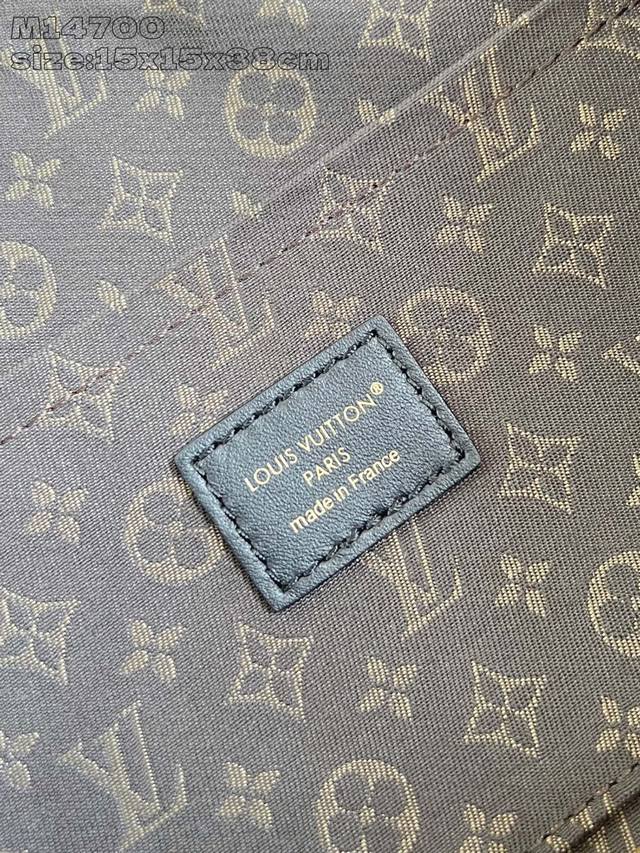 M14700
size:15x15x38cm
LOUIS VUITTON®
PARIS
made in France